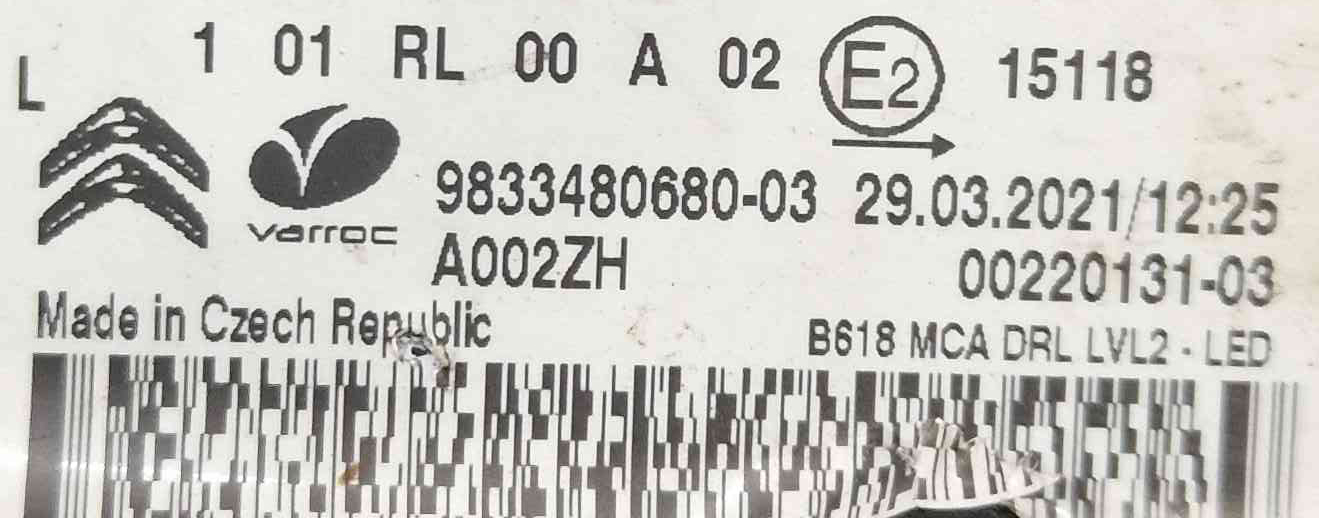 L 1 01 RL 00 A 02 E2 15118
varroc
9833480680-03 29.03.2021/12:25
A002ZH 00220131-03
Made in Czech Republic
B618 MCA DRL LVL2 - LED